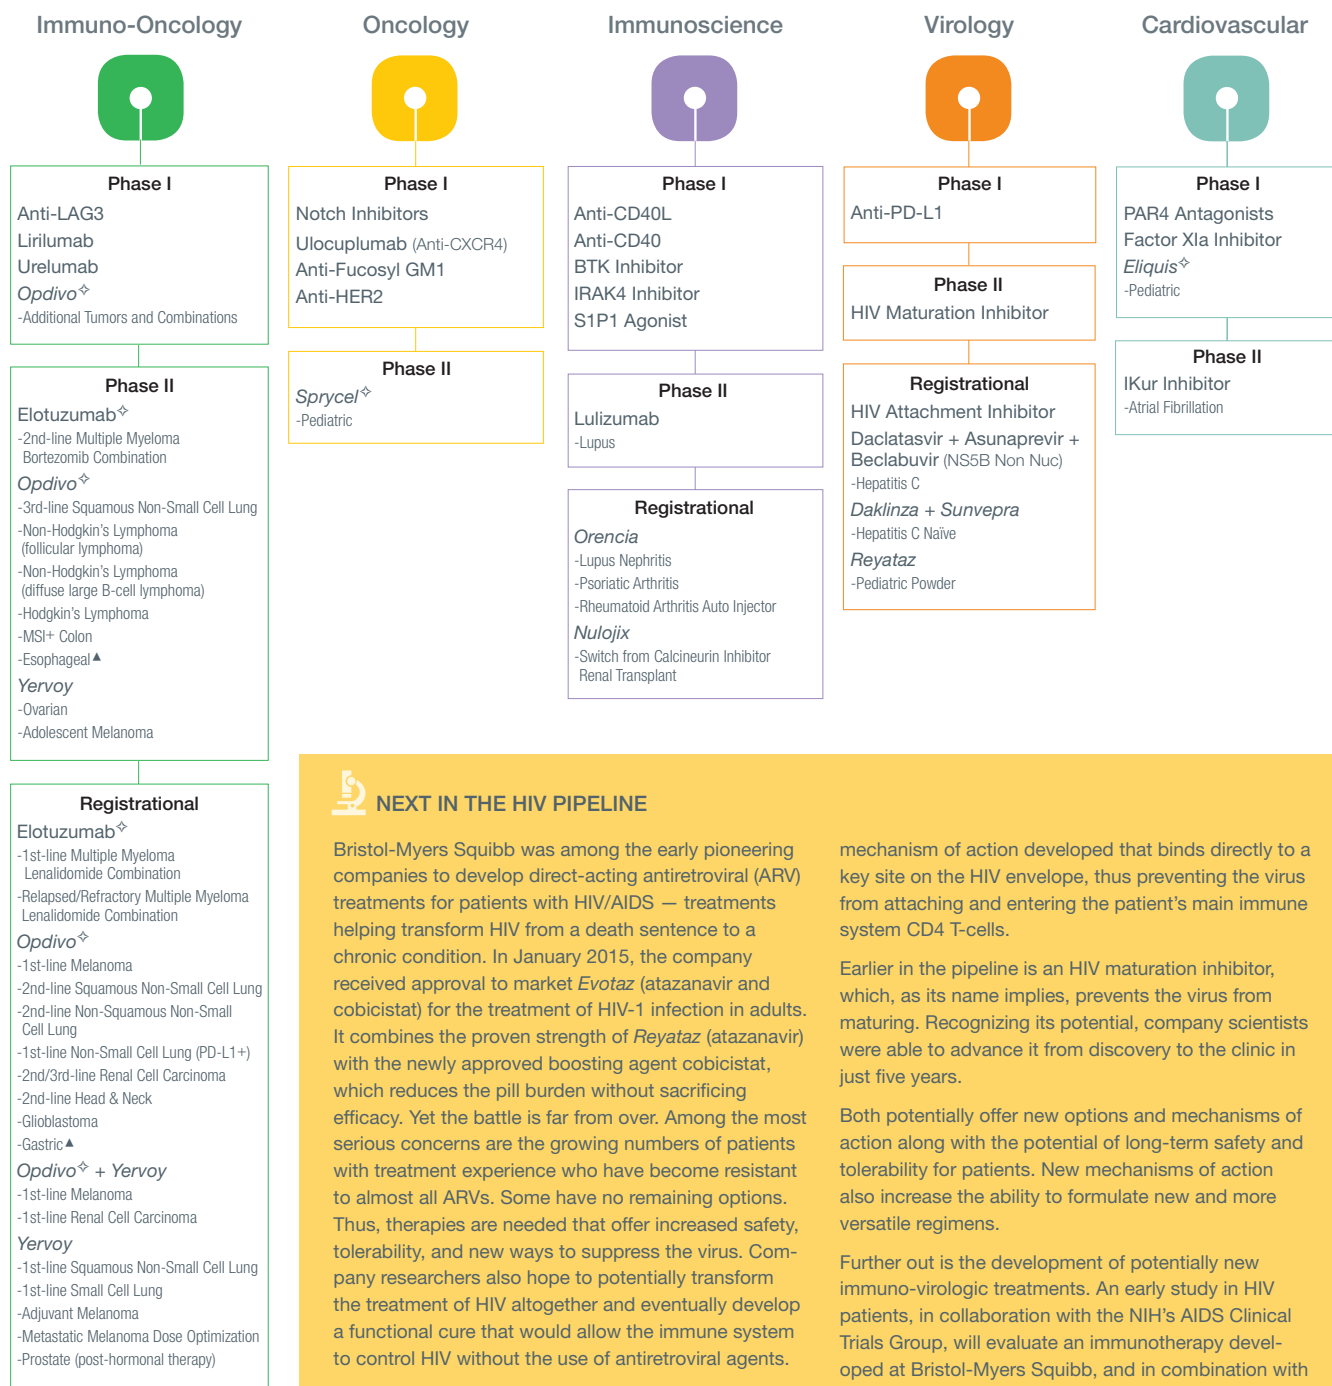 Immuno-Oncology
Phase I
Anti-LAG3
Lirilumab
Urelumab
Opdivo✧
-Additional Tumors and Combinations
Phase II
Elotuzumab✧
-2nd-line Multiple Myeloma
Bortezomib Combination
Opdivo✧
-3rd-line Squamous Non-Small Cell Lung
-Non-Hodgkin's Lymphoma
(follicular lymphoma)
-Non-Hodgkin's Lymphoma
(diffuse large B-cell lymphoma)
-Hodgkin's Lymphoma
-MSI+ Colon
-Esophageal▲
Yervoy
-Ovarian
-Adolescent Melanoma
Registrational
Elotuzumab✧
-1st-line Multiple Myeloma
Lenalidomide Combination
-Relapsed/Refractory Multiple Myeloma
Lenalidomide Combination
Opdivo✧
-1st-line Melanoma
-2nd-line Squamous Non-Small Cell Lung
-2nd-line Non-Squamous Non-Small
Cell Lung
-1st-line Non-Small Cell Lung (PD-L1+)
-2nd/3rd-line Renal Cell Carcinoma
-2nd-line Head & Neck
-Glioblastoma
-Gastric▲
Opdivo✧ + Yervoy
-1st-line Melanoma
-1st-line Renal Cell Carcinoma
Yervoy
-1st-line Squamous Non-Small Cell Lung
-1st-line Small Cell Lung
-Adjuvant Melanoma
-Metastatic Melanoma Dose Optimization
-Prostate (post-hormonal therapy)
Oncology
Phase I
Notch Inhibitors
Ulocuplumab (Anti-CXCR4)
Anti-Fucosyl GM1
Anti-HER2
Phase II
Sprycel✧
-Pediatric
Immunoscience
Phase I
Anti-CD40L
Anti-CD40
BTK Inhibitor
IRAK4 Inhibitor
S1P1 Agonist
Phase II
Lulizumab
-Lupus
Registrational
Orencia
-Lupus Nephritis
-Psoriatic Arthritis
-Rheumatoid Arthritis Auto Injector
Nulojix
-Switch from Calcineurin Inhibitor
Renal Transplant
Virology
Phase I
Anti-PD-L1
Phase II
HIV Maturation Inhibitor
Registrational
HIV Attachment Inhibitor
Daclatasvir + Asunaprevir +
Beclabuvir (NS5B Non Nuc)
-Hepatitis C
Daklinza + Sunvepra
-Hepatitis C Naïve
Reyataz
-Pediatric Powder
Cardiovascular
Phase I
PAR4 Antagonists
Factor XIa Inhibitor
Eliquis✧
-Pediatric
Phase II
IKur Inhibitor
-Atrial Fibrillation
NEXT IN THE HIV PIPELINE
Bristol-Myers Squibb was among the early pioneering
companies to develop direct-acting antiretroviral (ARV)
treatments for patients with HIV/AIDS — treatments
helping transform HIV from a death sentence to a
chronic condition. In January 2015, the company
received approval to market Evotaz (atazanavir and
cobicistat) for the treatment of HIV-1 infection in adults.
It combines the proven strength of Reyataz (atazanavir)
with the newly approved boosting agent cobicistat,
which reduces the pill burden without sacrificing
efficacy. Yet the battle is far from over. Among the most
serious concerns are the growing numbers of patients
with treatment experience who have become resistant
to almost all ARVs. Some have no remaining options.
Thus, therapies are needed that offer increased safety,
tolerability, and new ways to suppress the virus. Com-
pany researchers also hope to potentially transform
the treatment of HIV altogether and eventually develop
a functional cure that would allow the immune system
to control HIV without the use of antiretroviral agents.
mechanism of action developed that binds directly to a
key site on the HIV envelope, thus preventing the virus
from attaching and entering the patient's main immune
system CD4 T-cells.
Earlier in the pipeline is an HIV maturation inhibitor,
which, as its name implies, prevents the virus from
maturing. Recognizing its potential, company scientists
were able to advance it from discovery to the clinic in
just five years.
Both potentially offer new options and mechanisms of
action along with the potential of long-term safety and
tolerability for patients. New mechanisms of action
also increase the ability to formulate new and more
versatile regimens.
Further out is the development of potentially new
immuno-virologic treatments. An early study in HIV
patients, in collaboration with the NIH's AIDS Clinical
Trials Group, will evaluate an immunotherapy devel-
oped at Bristol-Myers Squibb, and in combination with